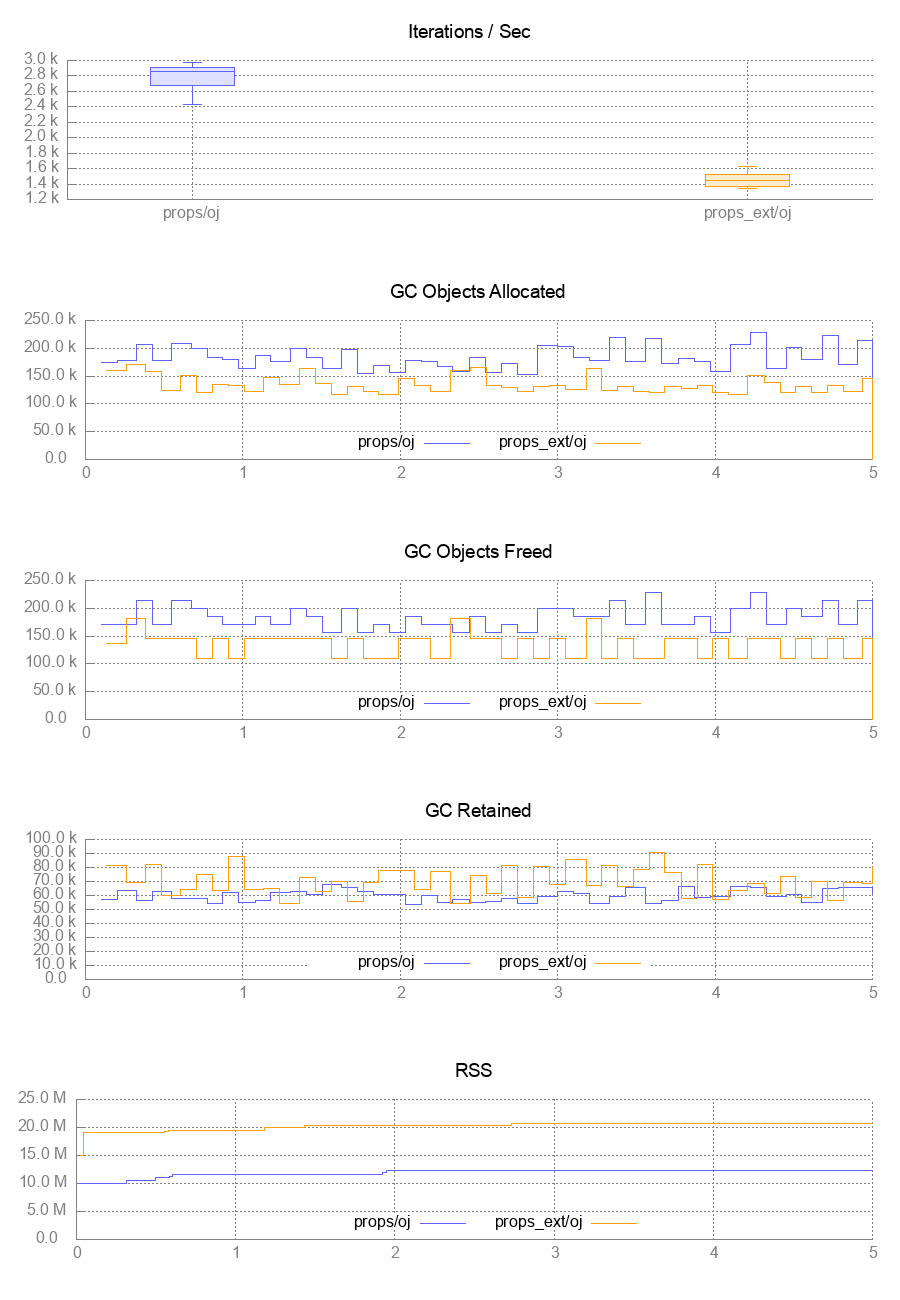 Iterations / Sec
3.0 k
2.8 k
2.6 k
2.4 k
2.2 k
2.0 k
1.8 k
1.6 k
1.4 k
1.2 k
props/oj props_ext/oj
GC Objects Allocated
250.0 k
200.0 k
150.0 k
100.0 k
50.0 k
props/oj props_ext/oj
0.0
0 1 2 3 4 5
GC Objects Freed
250.0 k
200.0 k
150.0 k
100.0 k
50.0 k
props/oj props_ext/oj
0.0
0 1 2 3 4 5
GC Retained
100.0 k
90.0 k
80.0 k
70.0 k
60.0 k
50.0 k
40.0 k
30.0 k
20.0 k
10.0 k props/oj props_ext/oj
0.0
0 1 2 3 4 5
RSS
25.0 M
20.0 M
15.0 M
10.0 M
5.0 M
props/oj props_ext/oj
0.0
0 1 2 3 4 5